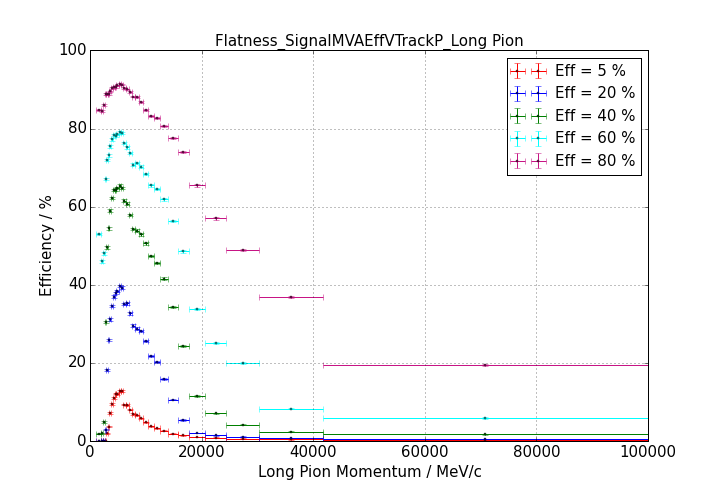 Flatness_SignalMVAEffVTrackP_Long Pion
100
80
60
40
20
0
Efficiency / %
Eff = 5 %
Eff = 20 %
Eff = 40 %
Eff = 60 %
Eff = 80 %
0 20000 40000 60000 80000 100000
Long Pion Momentum / MeV/c